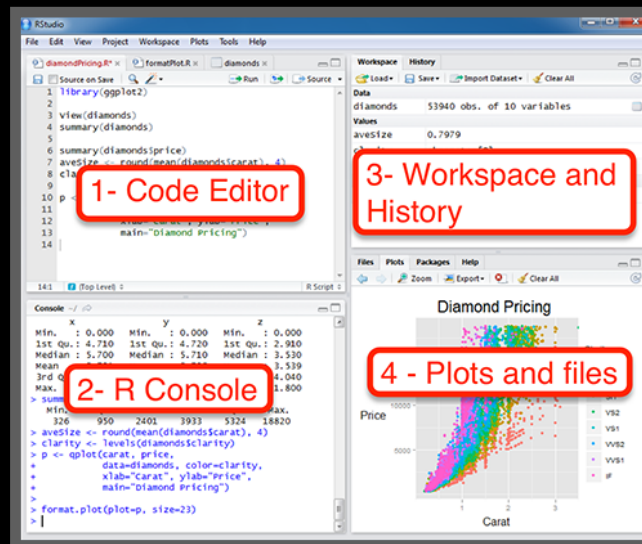 RStudio
File Edit View Project Workspace Plots Tools Help
diamondPricing.R* formatPlot.R diamonds
Source on Save Run Source
1 library(ggplot2)
2
3 View(diamonds)
4 summary(diamonds)
5
6 summary(diamonds$price)
7 aveSize <- round(mean(diamonds$carat), 4)
8 cla
9
10 p <
1- Code Editor
12 xlab="Carat", ylab="Price",
13 main="Diamond Pricing")
14
14:1 (Top Level) R Script
Console ~/
x y z
Min. : 0.000 Min. : 0.000 Min. : 0.000
1st Qu.: 4.710 1st Qu.: 4.720 1st Qu.: 2.910
Median : 5.700 Median : 5.710 Median : 3.530
Mean 3.539
3rd Q 4.040
Max. 1.800
2- R Console
> summ
Min. ax.
326 950 2401 3933 5324 18820
> aveSize <- round(mean(diamonds$carat), 4)
> clarity <- levels(diamonds$clarity)
> p <- qplot(carat, price,
+ data=diamonds, color=clarity,
+ xlab="Carat", ylab="Price",
+ main="Diamond Pricing")
>
> format.plot(plot=p, size=23)
>
Workspace History
Load Save Import Dataset Clear All
Data
diamonds 53940 obs. of 10 variables
Values
aveSize 0.7979
3- Workspace and
History
Files Plots Packages Help
Zoom Export Clear All
Diamond Pricing
4 - Plots and files
Price
10000
5000
VS2
VS1
VVS2
VVS1
IF
1 2 3
Carat